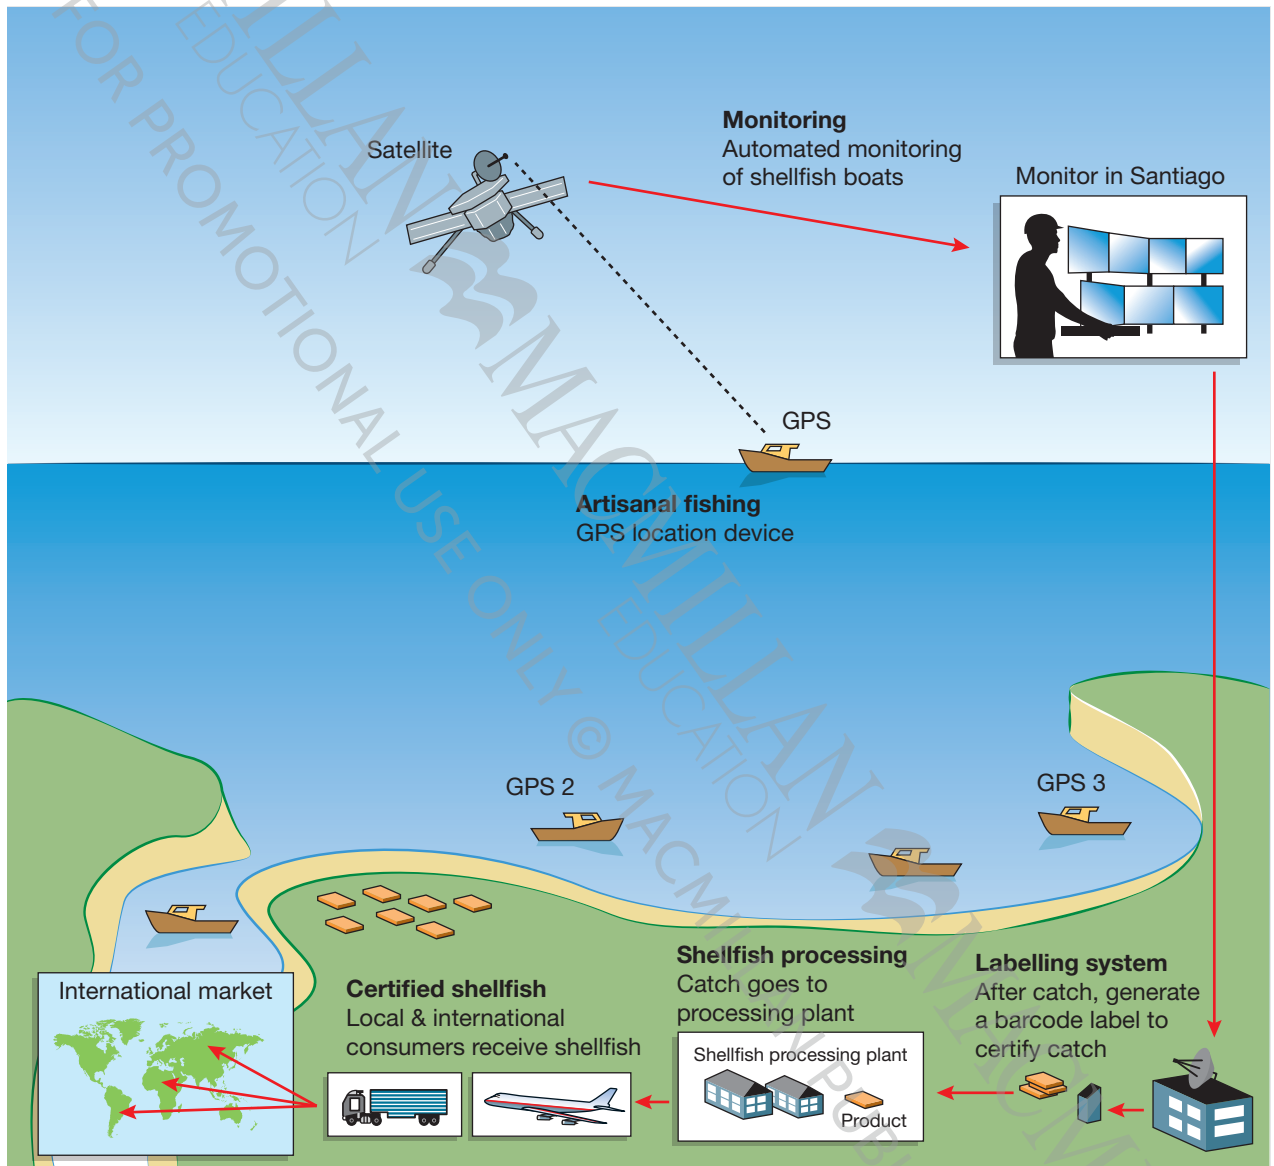 Satellite
Monitoring
Automated monitoring
of shellfish boats
Monitor in Santiago
GPS
Artisanal fishing
GPS location device
GPS 2
GPS 3
International market
Certified shellfish
Local & international
consumers receive shellfish
Shellfish processing
Catch goes to
processing plant
Shellfish processing plant
Product
Labelling system
After catch, generate
a barcode label to
certify catch
MACMILLAN
EDUCATION
FOR PROMOTIONAL USE ONLY © MACMILLAN PUBL
MILLAN
EDUCATION
MACM